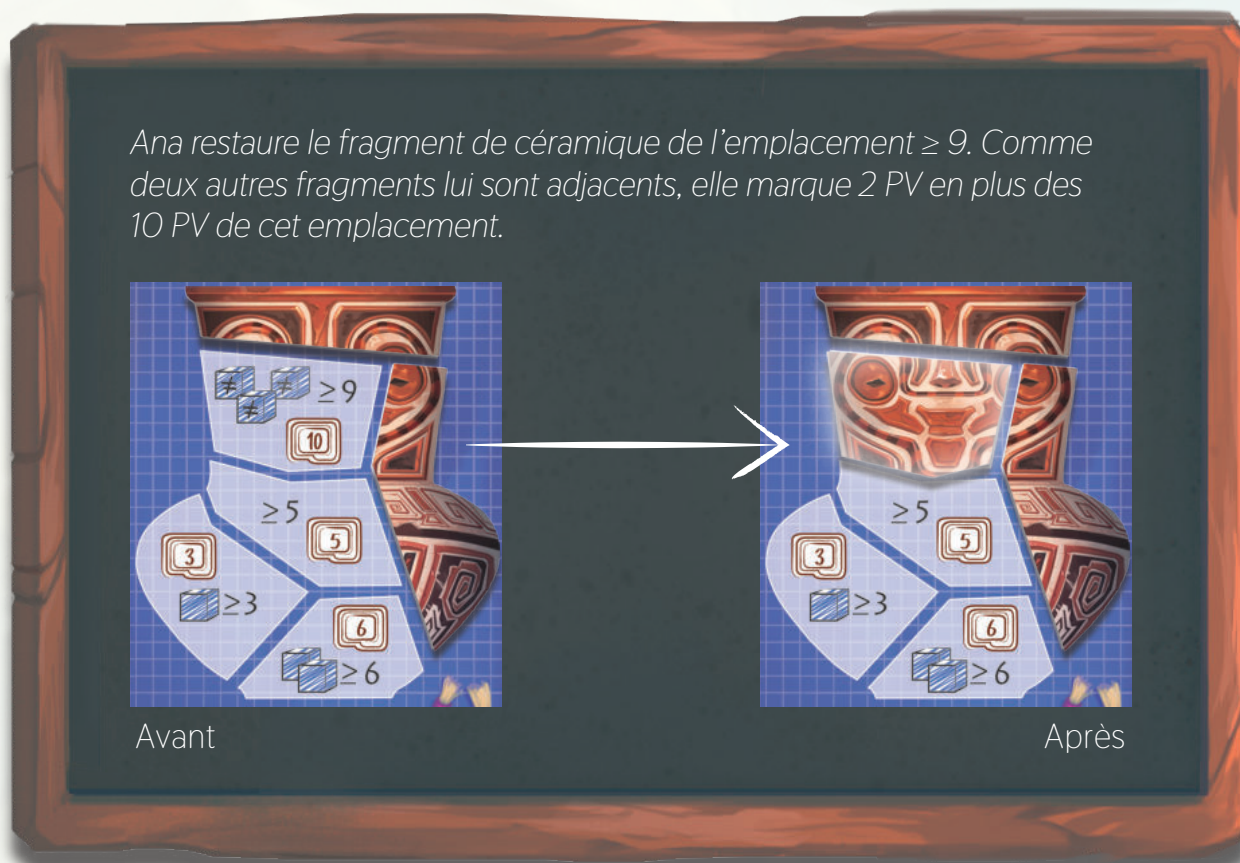 Ana restaure le fragment de céramique de l'emplacement ≥ 9. Comme
deux autres fragments lui sont adjacents, elle marque 2 PV en plus des
10 PV de cet emplacement.
≠ ≠ ≠ ≥9
10
≥5
5
3
≥3
6
≥6
Avant
≥5
5
3
≥3
6
≥6
Après